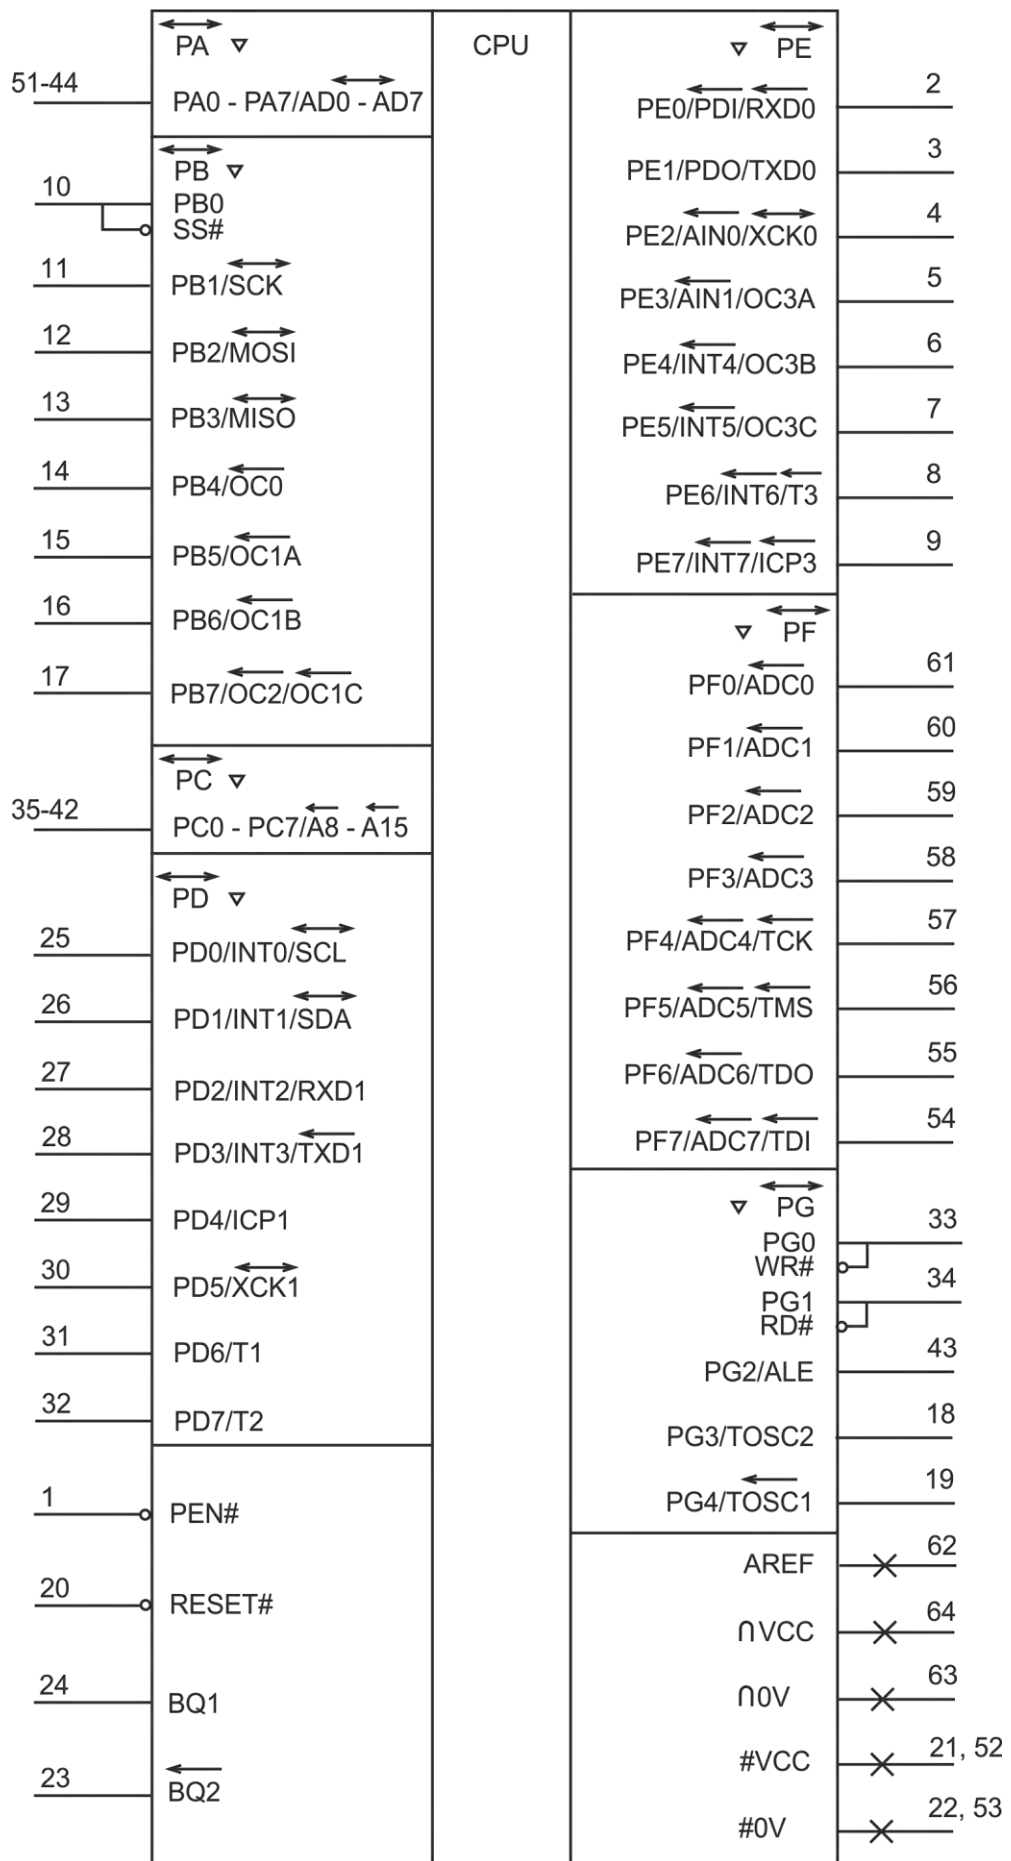 PA ▽
51-44
PA0 - PA7/AD0 - AD7
PB ▽
10
PB0
SS#
11
PB1/SCK
12
PB2/MOSI
13
PB3/MISO
14
PB4/OC0
15
PB5/OC1A
16
PB6/OC1B
17
PB7/OC2/OC1C
PC ▽
35-42
PC0 - PC7/A8 - A15
PD ▽
25
PD0/INT0/SCL
26
PD1/INT1/SDA
27
PD2/INT2/RXD1
28
PD3/INT3/TXD1
29
PD4/ICP1
30
PD5/XCK1
31
PD6/T1
32
PD7/T2
1
PEN#
20
RESET#
24
BQ1
23
BQ2
CPU
▽ PE
2
PE0/PDI/RXD0
3
PE1/PDO/TXD0
4
PE2/AIN0/XCK0
5
PE3/AIN1/OC3A
6
PE4/INT4/OC3B
7
PE5/INT5/OC3C
8
PE6/INT6/T3
9
PE7/INT7/ICP3
▽ PF
61
PF0/ADC0
60
PF1/ADC1
59
PF2/ADC2
58
PF3/ADC3
57
PF4/ADC4/TCK
56
PF5/ADC5/TMS
55
PF6/ADC6/TDO
54
PF7/ADC7/TDI
▽ PG
33
PG0
WR#
34
PG1
RD#
43
PG2/ALE
18
PG3/TOSC2
19
PG4/TOSC1
62
AREF
64
∩VCC
63
∩0V
21, 52
#VCC
22, 53
#0V